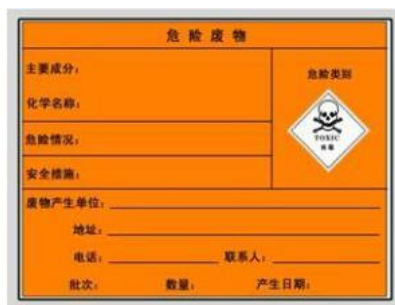 危险废物
主要成分：
危险类别
化学名称：
TOXIC
有毒
危险情况：
安全措施：
废物产生单位：
地址：
电话： 联系人：
批次： 数量： 产生日期：